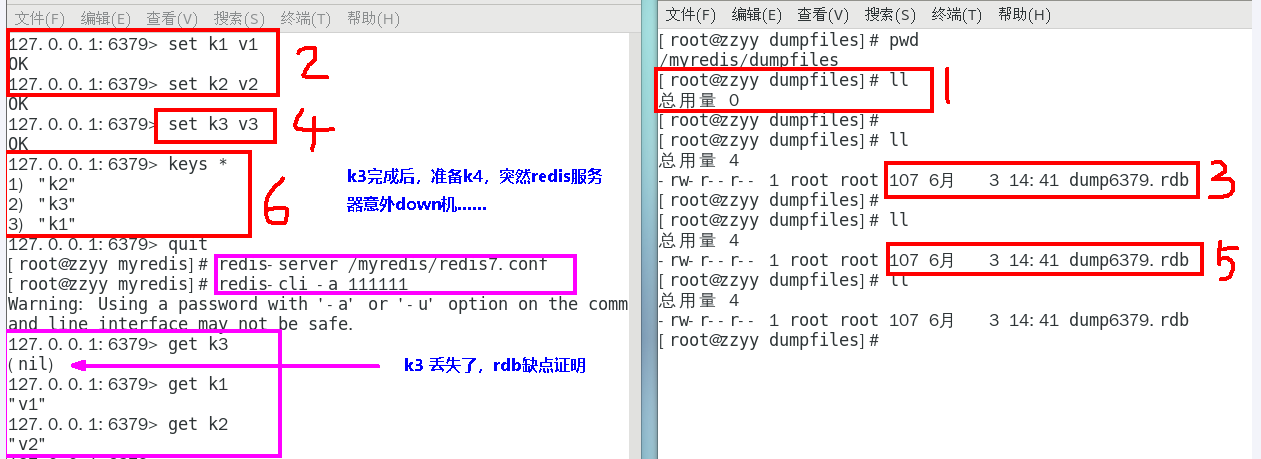 文件(F) 编辑(E) 查看(V) 搜索(S) 终端(T) 帮助(H)
127.0.0.1:6379> set k1 v1
OK
127.0.0.1:6379> set k2 v2
OK
127.0.0.1:6379> set k3 v3
OK
127.0.0.1:6379> keys *
1) "k2"
2) "k3"
3) "k1"
127.0.0.1:6379> quit
[root@zzyy myredis]# redis-server /myredis/redis7.conf
[root@zzyy myredis]# redis-cli -a 111111
Warning: Using a password with '-a' or '-u' option on the comm
and line interface may not be safe.
127.0.0.1:6379> get k3
(nil)
127.0.0.1:6379> get k1
"v1"
127.0.0.1:6379> get k2
"v2"
2
4
6
k3完成后，准备k4，突然redis服务
器意外down机......
k3 丢失了，rdb缺点证明
文件(F) 编辑(E) 查看(V) 搜索(S) 终端(T) 帮助(H)
[root@zzyy dumpfiles]# pwd
/myredis/dumpfiles
[root@zzyy dumpfiles]# ll
总用量 0
[root@zzyy dumpfiles]#
[root@zzyy dumpfiles]# ll
总用量 4
-rw-r--r-- 1 root root 107 6月 3 14:41 dump6379.rdb
[root@zzyy dumpfiles]#
[root@zzyy dumpfiles]# ll
总用量 4
-rw-r--r-- 1 root root 107 6月 3 14:41 dump6379.rdb
[root@zzyy dumpfiles]# ll
总用量 4
-rw-r--r-- 1 root root 107 6月 3 14:41 dump6379.rdb
[root@zzyy dumpfiles]#
1
3
5